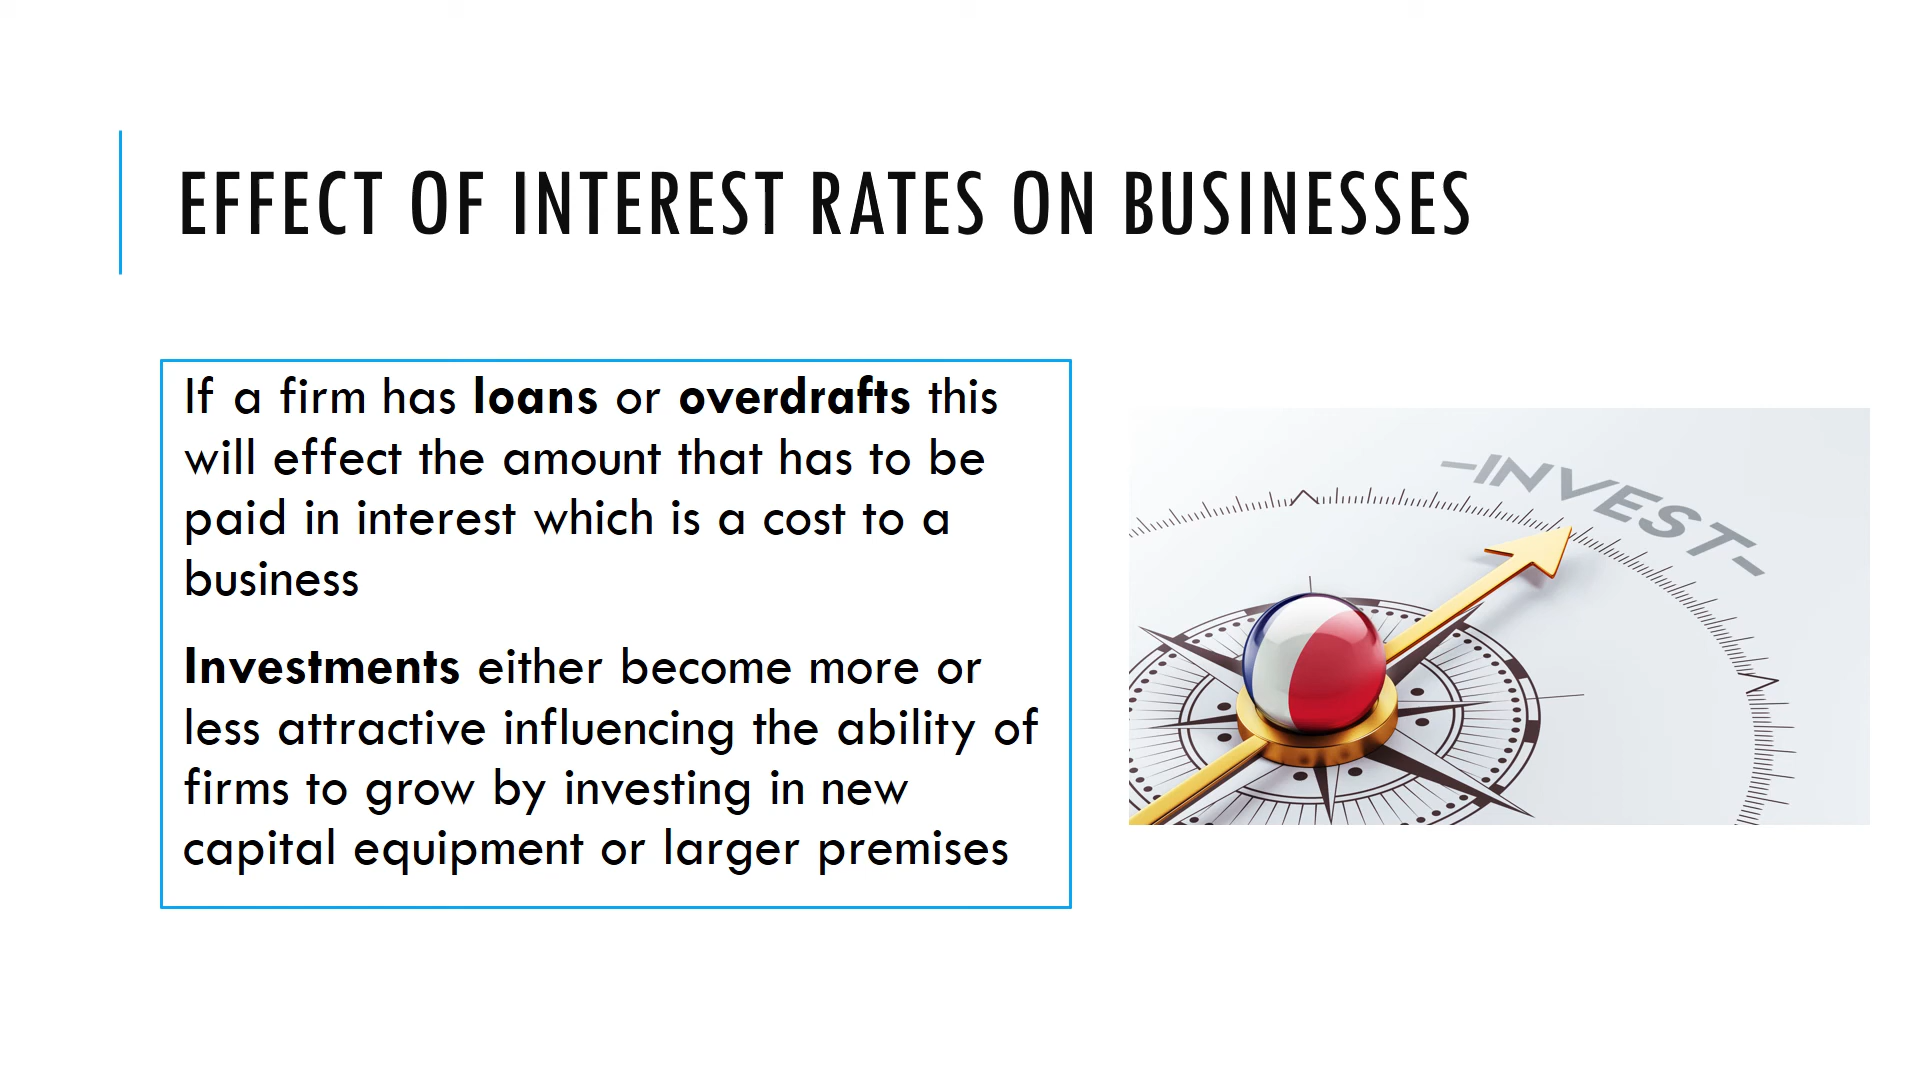 EFFECT OF INTEREST RATES ON BUSINESSES
If a firm has loans or overdrafts this
will effect the amount that has to be
paid in interest which is a cost to a
business
Investments either become more or
less attractive influencing the ability of
firms to grow by investing in new
capital equipment or larger premises
-INVEST-